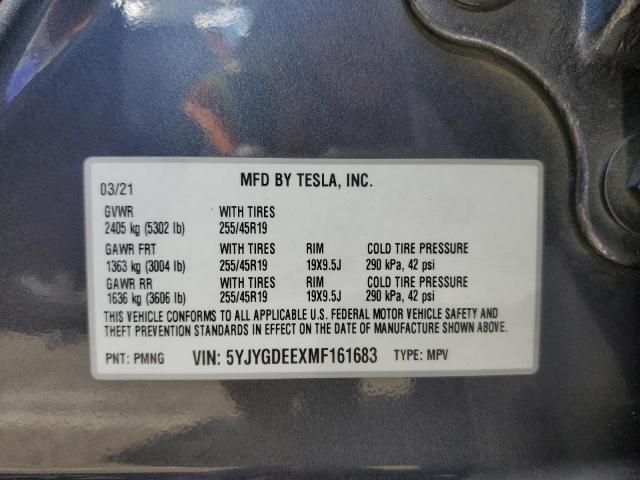 03/21 MFD BY TESLA, INC.
GVWR WITH TIRES
2405 kg (5302 lb) 255/45R19
GAWR FRT WITH TIRES RIM COLD TIRE PRESSURE
1363 kg (3004 lb) 255/45R19 19X9.5J 290 kPa, 42 psi
GAWR RR WITH TIRES RIM COLD TIRE PRESSURE
1636 kg (3606 lb) 255/45R19 19X9.5J 290 kPa, 42 psi
THIS VEHICLE CONFORMS TO ALL APPLICABLE U.S. FEDERAL MOTOR VEHICLE SAFETY AND
THEFT PREVENTION STANDARDS IN EFFECT ON THE DATE OF MANUFACTURE SHOWN ABOVE.
PNT: PMNG VIN: 5YJYGDEEXMF161683 TYPE: MPV